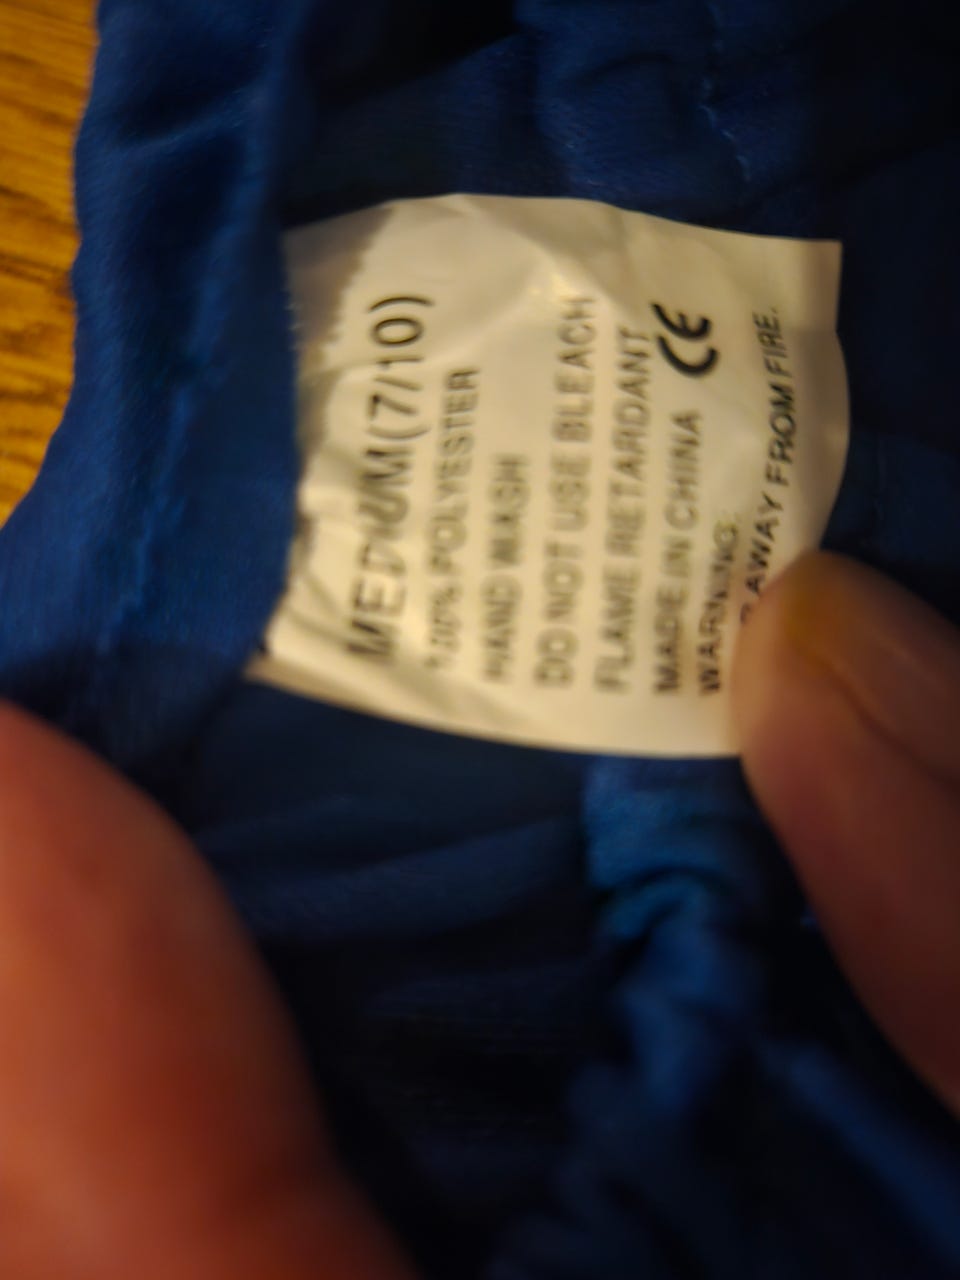 MEDIUM(7/10)
100% POLYESTER
HAND WASH
DO NOT USE BLEACH
FLAME RETARDANT
MADE IN CHINA CE
WARNING:
AWAY FROM FIRE.